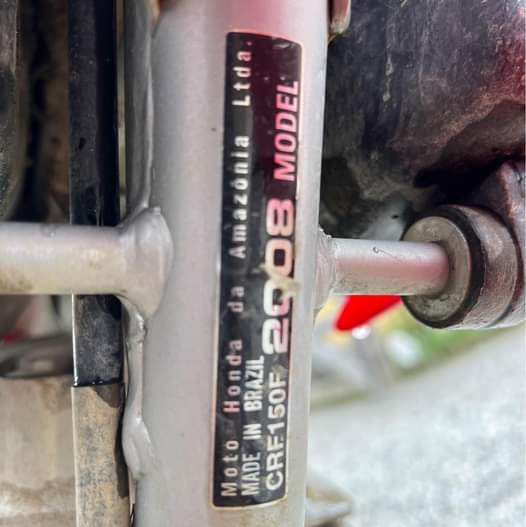 Moto Honda da Amazônia Ltda.
MADE IN BRAZIL
CRF150F 2008 MODEL